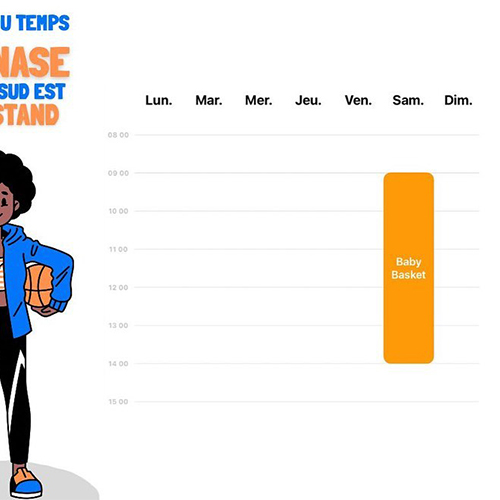 U TEMPS
NASE
SUD EST
STAND
Lun. Mar. Mer. Jeu. Ven. Sam. Dim.
08 00
09 00
10 00
11 00
Baby
Basket
12 00
13 00
14 00
15 00